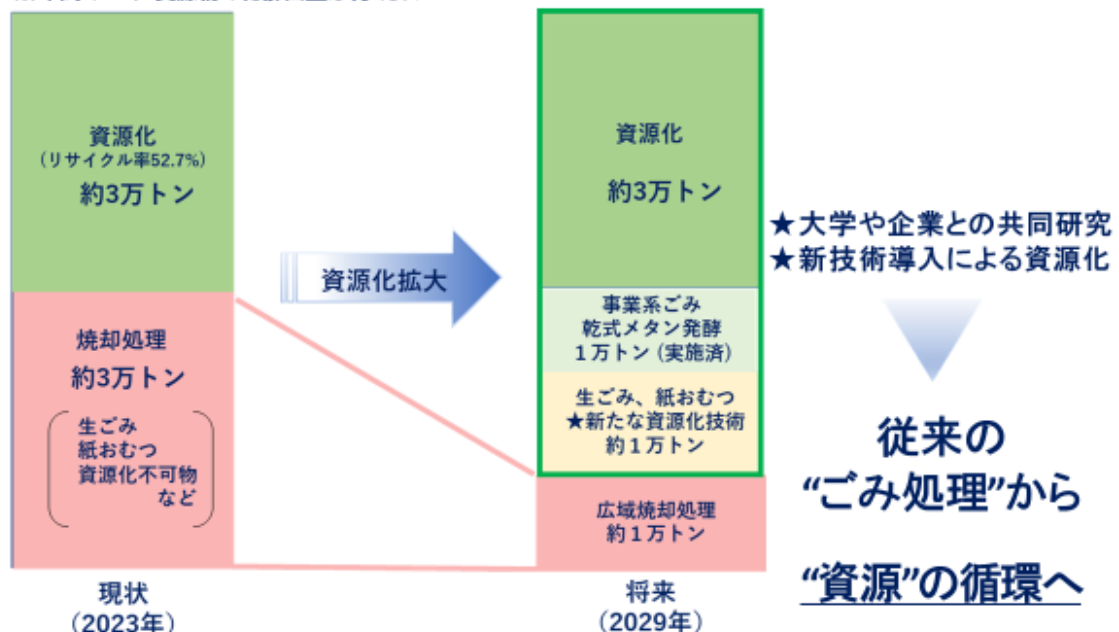 資源化
(リサイクル率52.7%)
約3万トン
焼却処理
約3万トン
生ごみ
紙おむつ
資源化不可物
など
現状
(2023年)
資源化拡大
資源化
約3万トン
事業系ごみ
乾式メタン発酵
１万トン (実施済)
生ごみ、紙おむつ
★新たな資源化技術
約１万トン
広域焼却処理
約１万トン
将来
(2029年)
★大学や企業との共同研究
★新技術導入による資源化
従来の
“ごみ処理”から
“資源”の循環へ